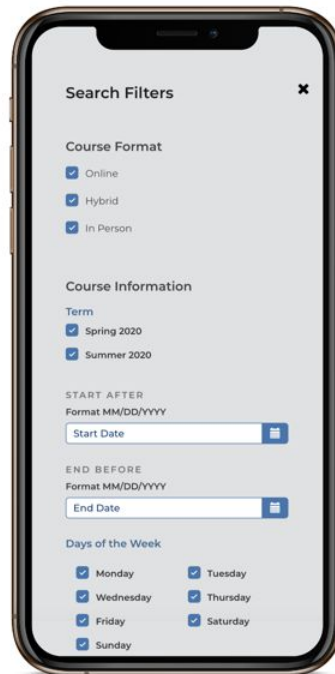 Search Filters
Course Format
Online
Hybrid
In Person
Course Information
Term
Spring 2020
Summer 2020
START AFTER
Format MM/DD/YYYY
Start Date
END BEFORE
Format MM/DD/YYYY
End Date
Days of the Week
Monday Tuesday
Wednesday Thursday
Friday Saturday
Sunday